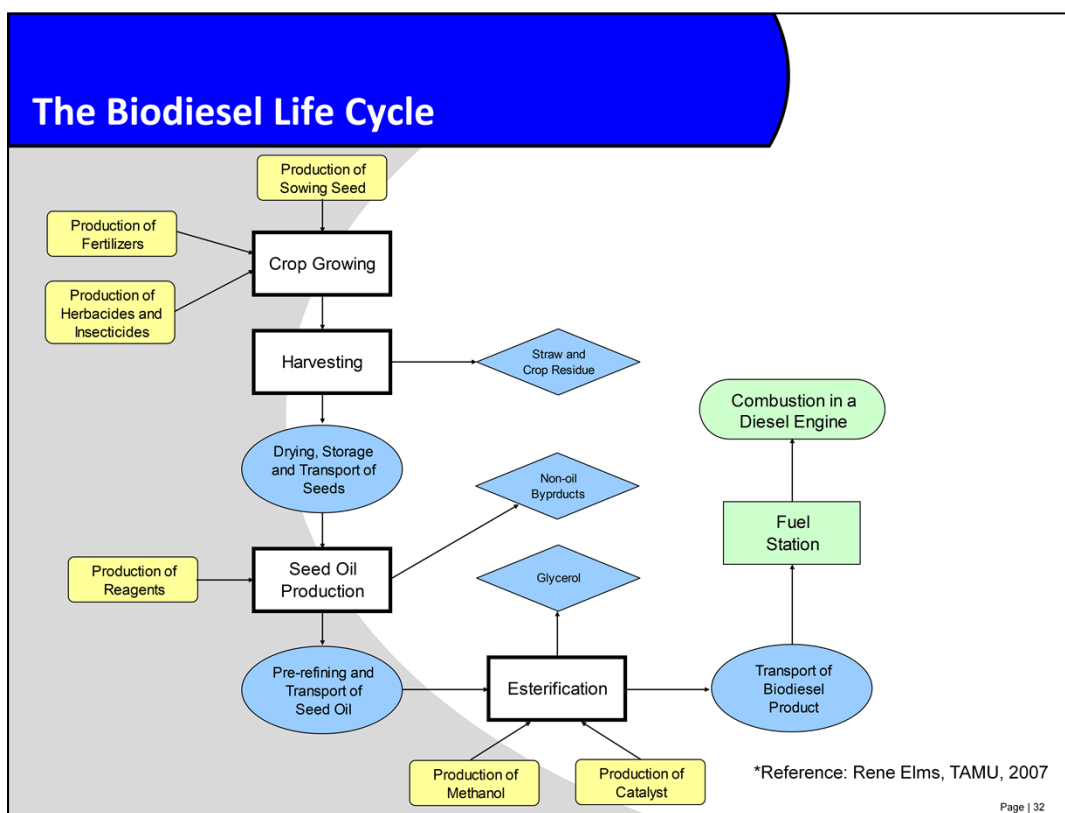 The Biodiesel Life Cycle
Production of
Sowing Seed
Production of
Fertilizers
Crop Growing
Production of
Herbacides and
Insecticides
Harvesting
Straw and
Crop Residue
Combustion in a
Diesel Engine
Drying, Storage
and Transport of
Seeds
Non-oil
Byprducts
Fuel
Station
Production of
Reagents
Seed Oil
Production
Glycerol
Pre-refining and
Transport of
Seed Oil
Esterification
Transport of
Biodiesel
Product
Production of
Methanol
Production of
Catalyst
*Reference: Rene Elms, TAMU, 2007
Page | 32